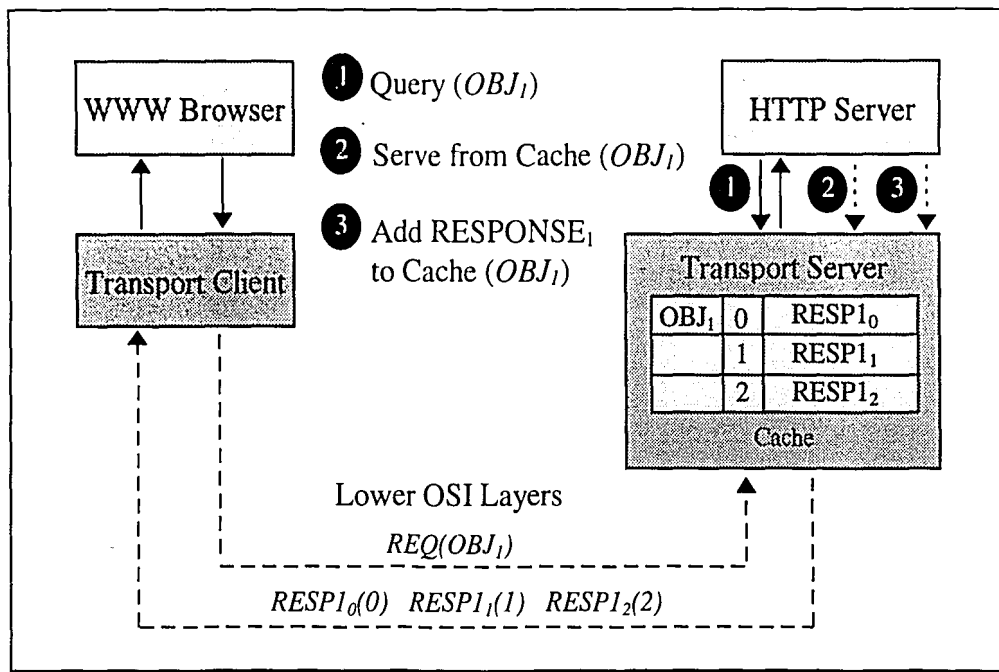 WWW Browser
1 Query (OBJ₁)
HTTP Server
2 Serve from Cache (OBJ₁)
3 Add RESPONSE₁
to Cache (OBJ₁)
1 2 3
Transport Client
Transport Server
OBJ₁ 0 RESP1₀
1 RESP1₁
2 RESP1₂
Cache
Lower OSI Layers
REQ(OBJ₁)
RESP1₀(0) RESP1₁(1) RESP1₂(2)